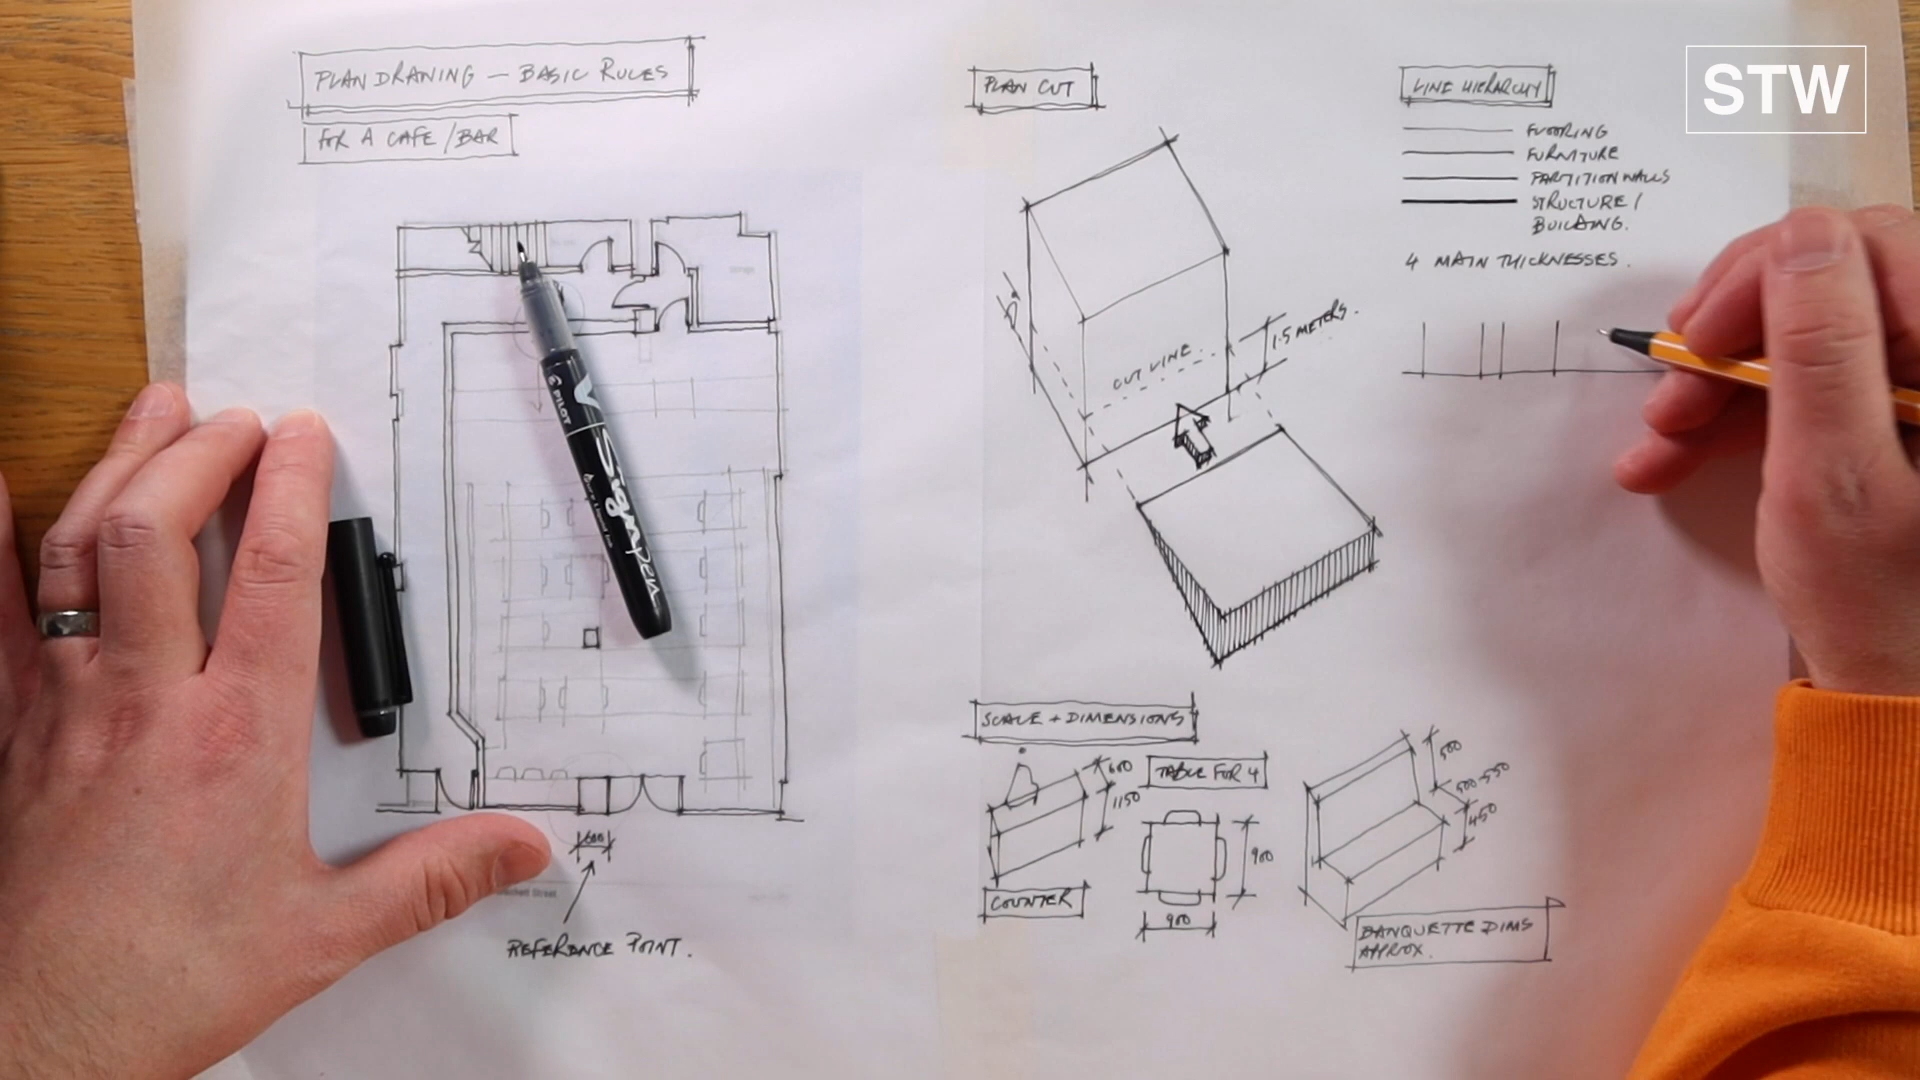 PLAN DRAWING — BASIC RULES
FOR A CAFE / BAR
PLAN CUT
CUT LINE
1.5 METERS.
LINE HIERARCHY
FLOORING
FURNITURE
PARTITION WALLS
STRUCTURE /
BUILDING.
4 MAIN THICKNESSES.
STW
PILOT
V
Signpen
600
REFERENCE POINT.
SCALE + DIMENSIONS
600
1150
COUNTER
TABLE FOR 4
900
900
500
500-550
450
BANQUETTE DIMS
APPROX.
Street